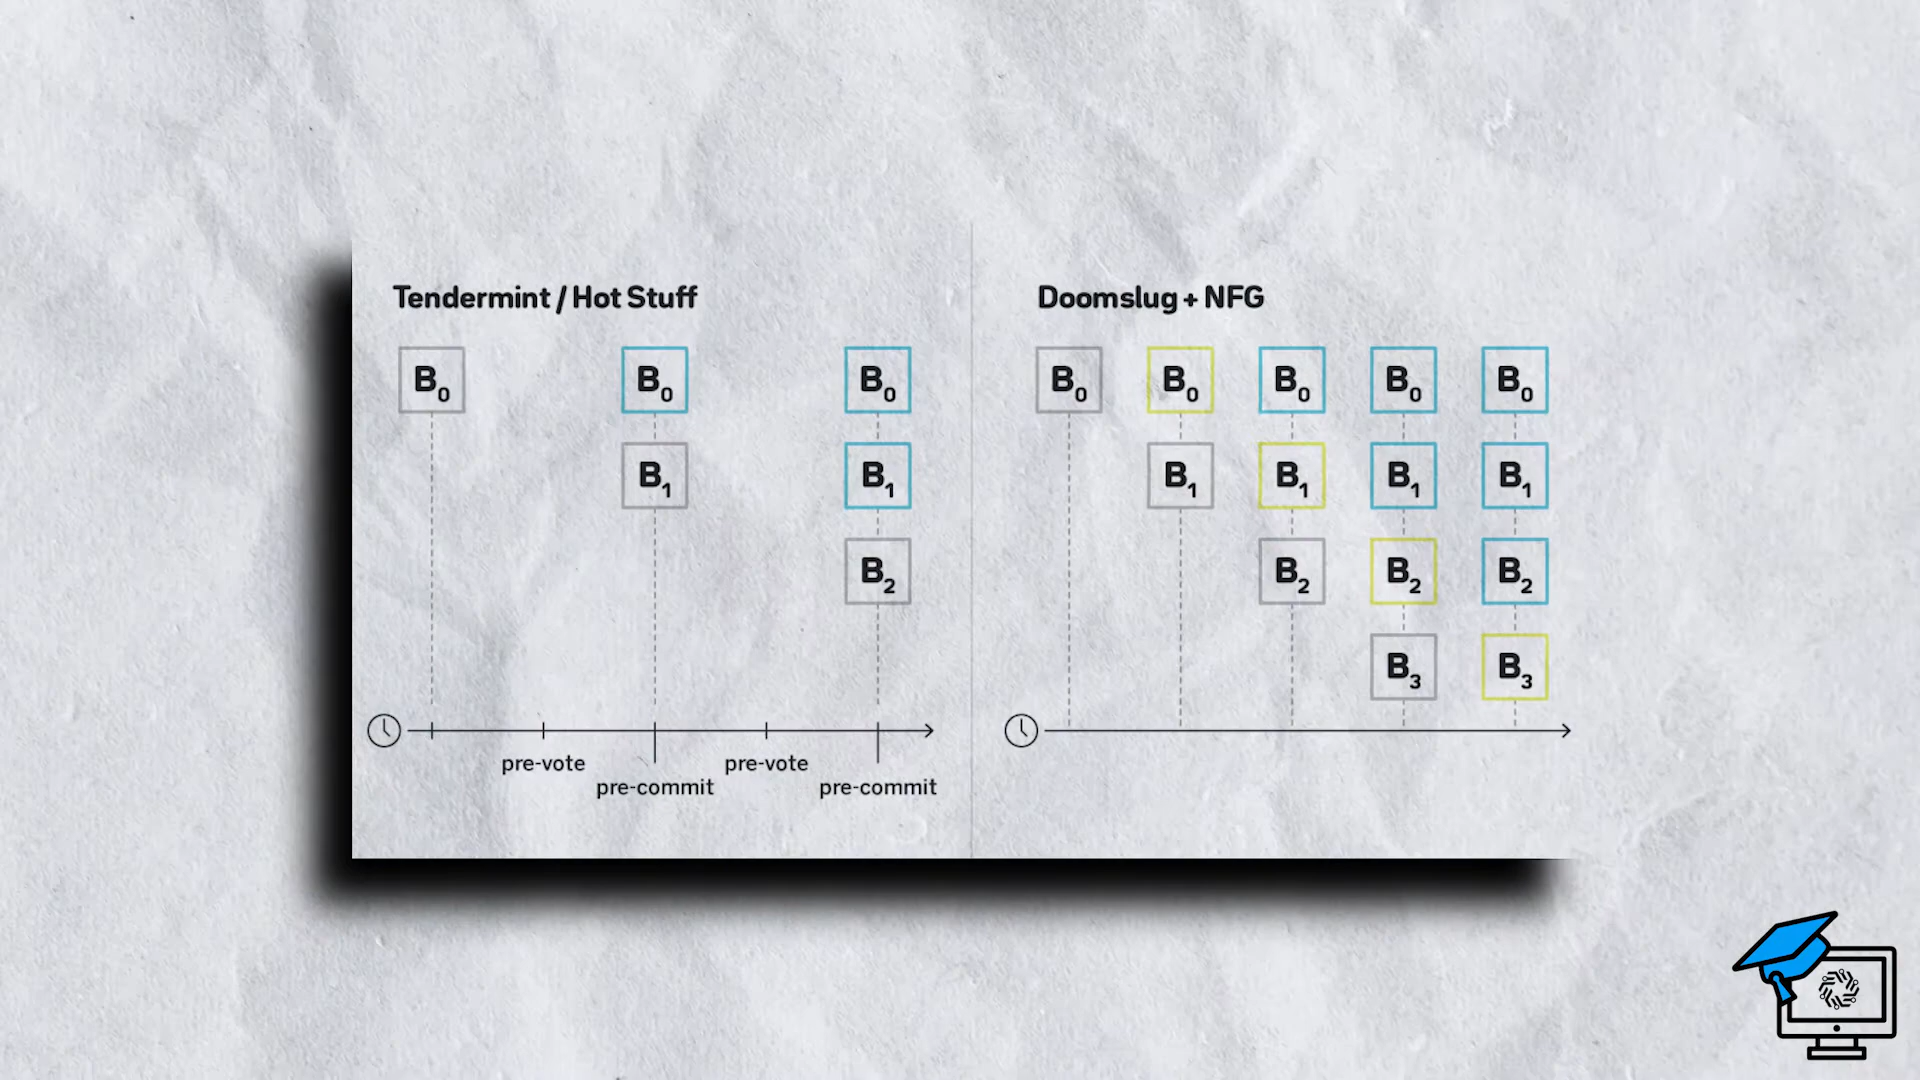 Tendermint / Hot Stuff
B0 B0 B0
B1 B1
B2
pre-vote pre-vote
pre-commit pre-commit
Doomslug + NFG
B0 B0 B0 B0 B0
B1 B1 B1 B1
B2 B2 B2
B3 B3